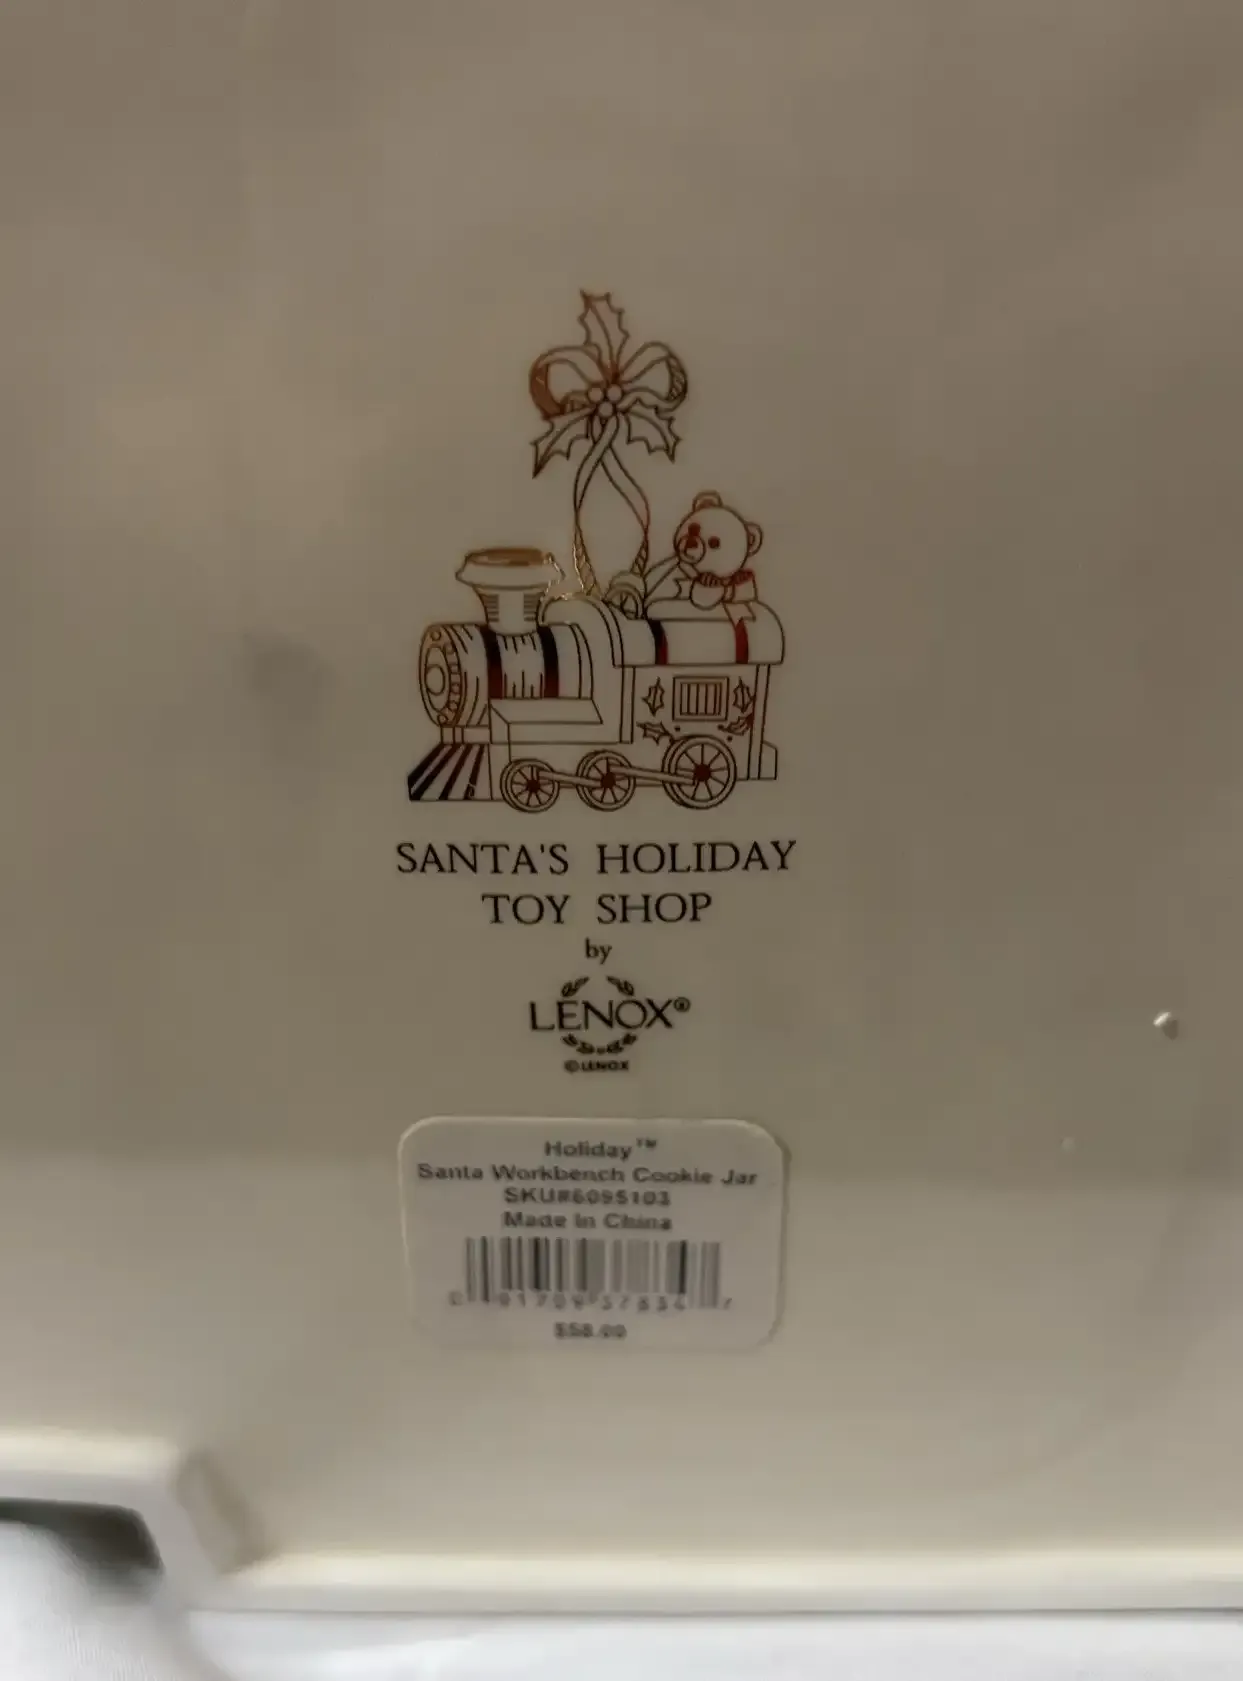 SANTA'S HOLIDAY
TOY SHOP
by
LENOX®
© LENOX
Holiday™
Santa Workbench Cookie Jar
SKU#6095103
Made In China
$58.00